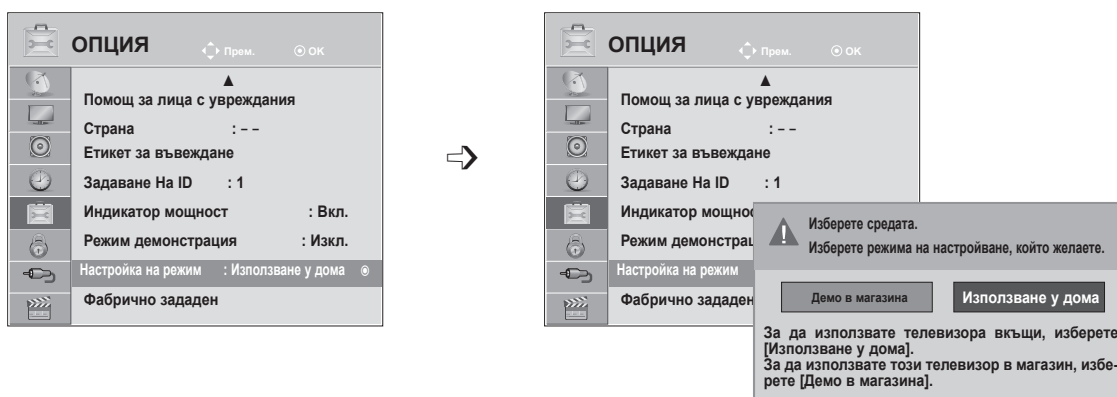 ОПЦИЯ
Прем.
OK
Помощ за лица с увреждания
Страна : – –
Етикет за въвеждане
Задаване На ID : 1
Индикатор мощност : Вкл.
Режим демонстрация : Изкл.
Настройка на режим : Използване у дома
Фабрично зададен
ОПЦИЯ
Прем.
OK
Помощ за лица с увреждания
Страна : – –
Етикет за въвеждане
Задаване На ID : 1
Индикатор мощнос
Режим демонстрац
Настройка на режим
Фабрично зададен
Изберете средата.
Изберете режима на настройване, който желаете.
Демо в магазина
Използване у дома
За да използвате телевизора вкъщи, изберете
[Използване у дома].
За да използвате този телевизор в магазин, избе-
рете [Демо в магазина].